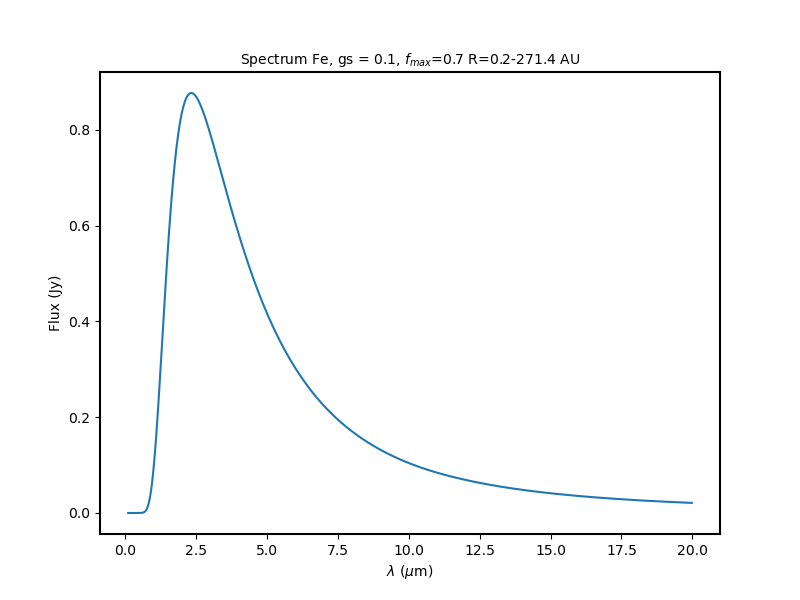 Spectrum Fe, gs = 0.1, $f_{max}$=0.7 R=0.2-271.4 AU
Flux (Jy)
0.8
0.6
0.4
0.2
0.0
0.0 2.5 5.0 7.5 10.0 12.5 15.0 17.5 20.0
λ (μm)